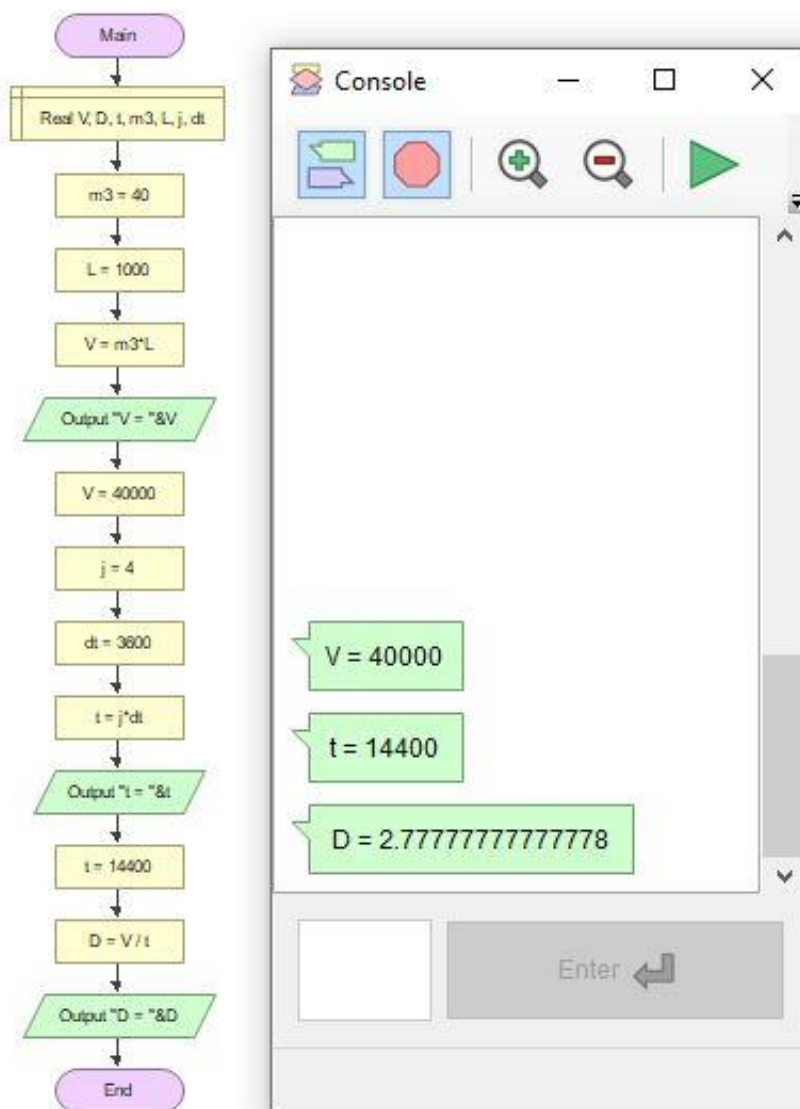 Main
Real V, D, t, m3, L, j, dt
m3 = 40
L = 1000
V = m3*L
Output "V = "&V
V = 40000
j = 4
dt = 3600
t = j*dt
Output "t = "&t
t = 14400
D = V / t
Output "D = "&D
End
Console
V = 40000
t = 14400
D = 2.77777777777778
Enter